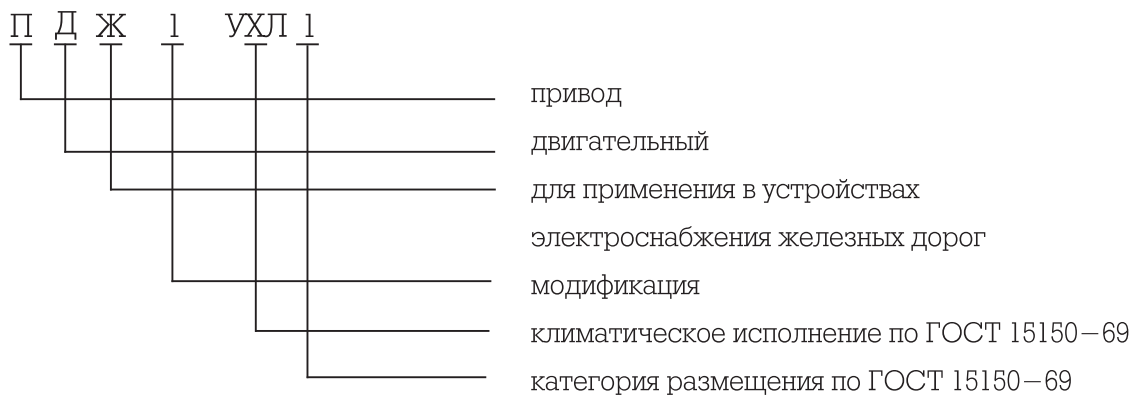 П Д Ж 1 УХЛ 1
привод
двигательный
для применения в устройствах
электроснабжения железных дорог
модификация
климатическое исполнение по ГОСТ 15150–69
категория размещения по ГОСТ 15150–69